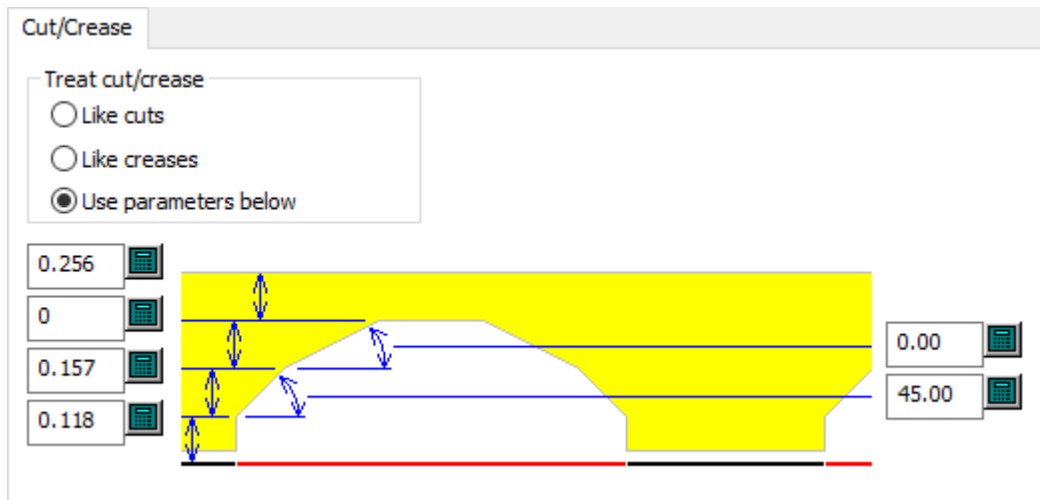 Cut/Crease
Treat cut/crease
Like cuts
Like creases
Use parameters below
0.256
0
0.157
0.118
0.00
45.00